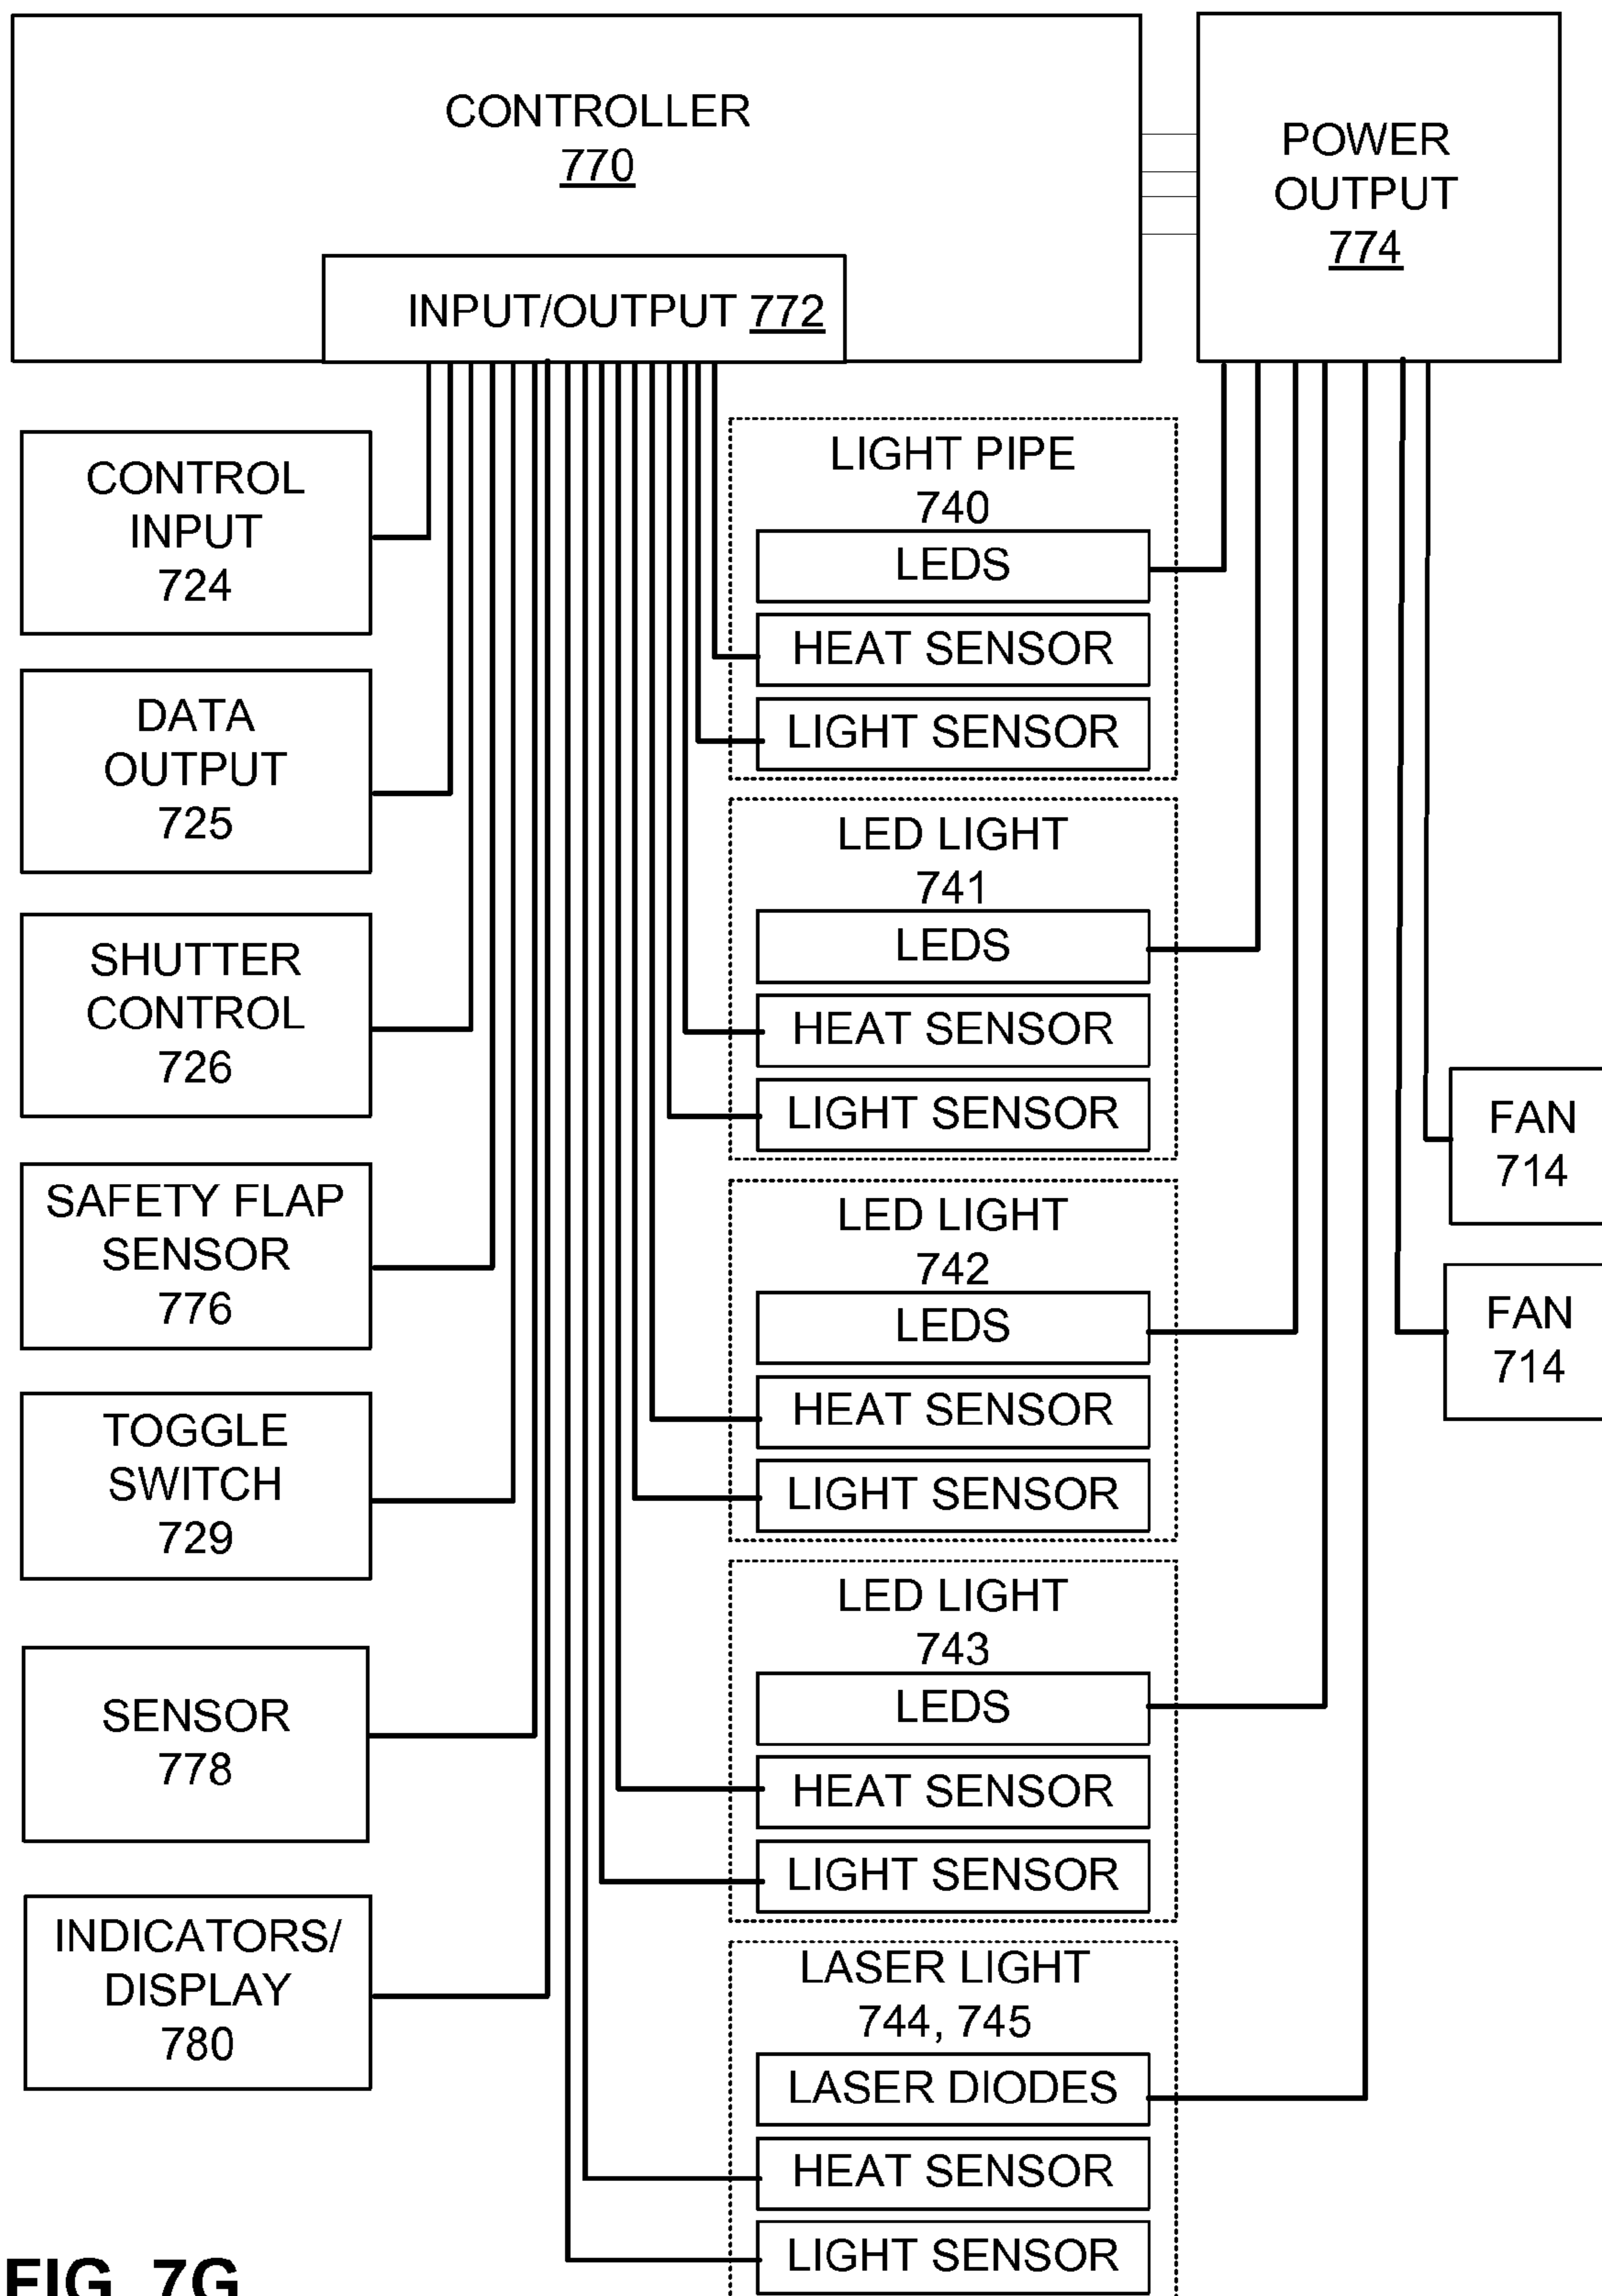 CONTROLLER
770
INPUT/OUTPUT 772
POWER
OUTPUT
774
CONTROL
INPUT
724
DATA
OUTPUT
725
SHUTTER
CONTROL
726
SAFETY FLAP
SENSOR
776
TOGGLE
SWITCH
729
SENSOR
778
INDICATORS/
DISPLAY
780
LIGHT PIPE
740
LEDS
HEAT SENSOR
LIGHT SENSOR
LED LIGHT
741
LEDS
HEAT SENSOR
LIGHT SENSOR
LED LIGHT
742
LEDS
HEAT SENSOR
LIGHT SENSOR
LED LIGHT
743
LEDS
HEAT SENSOR
LIGHT SENSOR
LASER LIGHT
744, 745
LASER DIODES
HEAT SENSOR
LIGHT SENSOR
FAN
714
FAN
714
FIG. 7G